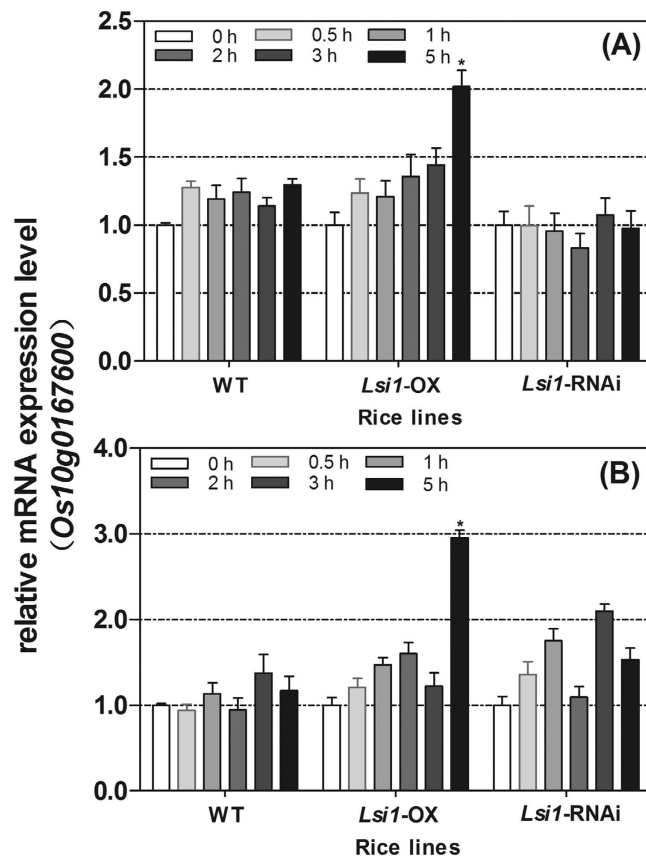 relative mRNA expression level
(Os10g0167600)
(A)
0 h 0.5 h 1 h
2 h 3 h 5 h
2.5
2.0
1.5
1.0
0.5
0.0
*
WT Lsi1-OX Lsi1-RNAi
Rice lines
(B)
0 h 0.5 h 1 h
2 h 3 h 5 h
4.0
3.0
2.0
1.0
0.0
*
WT Lsi1-OX Lsi1-RNAi
Rice lines